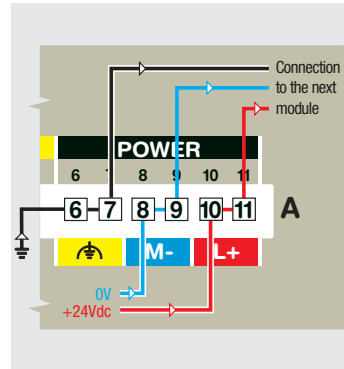 Connection
to the next
module
POWER
6 7 8 9 10 11
6 7 8 9 10 11 A
M- L+
0V
+24Vdc